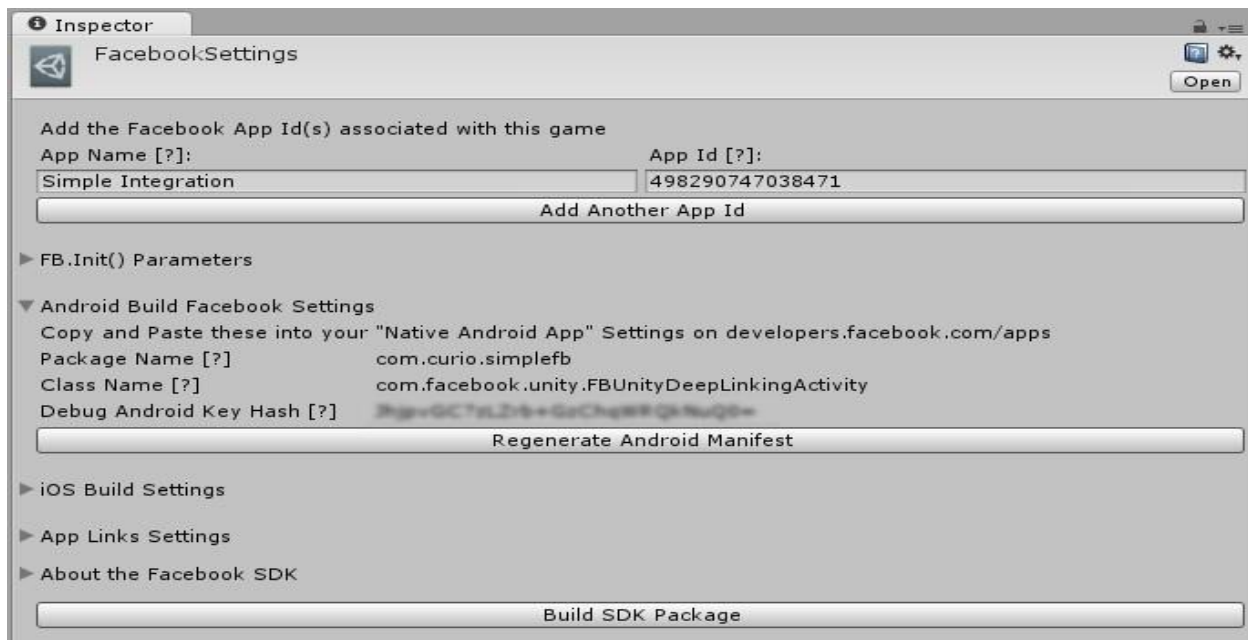 Inspector
FacebookSettings
Open
Add the Facebook App Id(s) associated with this game
App Name [?]: App Id [?]:
Simple Integration 498290747038471
Add Another App Id
FB.Init() Parameters
Android Build Facebook Settings
Copy and Paste these into your "Native Android App" Settings on developers.facebook.com/apps
Package Name [?] com.curio.simplefb
Class Name [?] com.facebook.unity.FBUnityDeepLinkingActivity
Debug Android Key Hash [?]
Regenerate Android Manifest
iOS Build Settings
App Links Settings
About the Facebook SDK
Build SDK Package